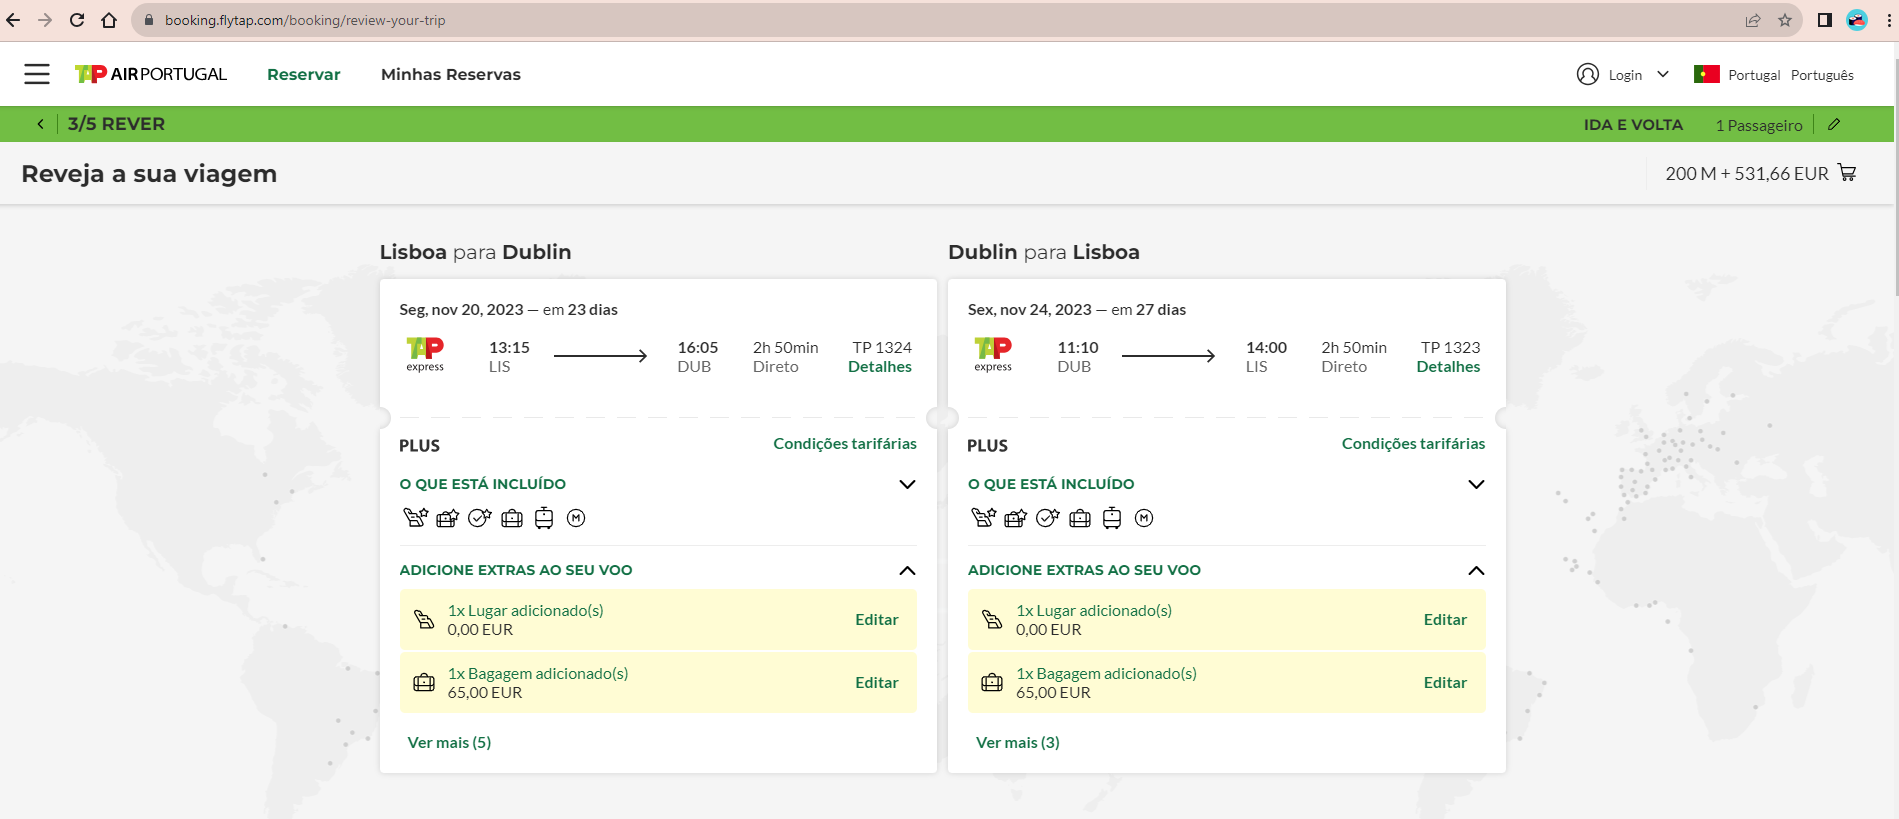 booking.flytap.com/booking/review-your-trip
TAP AIRPORTUGAL
Reservar
Minhas Reservas
Login
Portugal Português
3/5 REVER
IDA E VOLTA
1 Passageiro
Reveja a sua viagem
200 M + 531,66 EUR
Lisboa para Dublin
Seg, nov 20, 2023 — em 23 dias
TAP express
13:15
LIS
16:05
DUB
2h 50min
Direto
TP 1324
Detalhes
PLUS
Condições tarifárias
O QUE ESTÁ INCLUÍDO
M
ADICIONE EXTRAS AO SEU VOO
1x Lugar adicionado(s)
0,00 EUR
Editar
1x Bagagem adicionado(s)
65,00 EUR
Editar
Ver mais (5)
Dublin para Lisboa
Sex, nov 24, 2023 — em 27 dias
TAP express
11:10
DUB
14:00
LIS
2h 50min
Direto
TP 1323
Detalhes
PLUS
Condições tarifárias
O QUE ESTÁ INCLUÍDO
M
ADICIONE EXTRAS AO SEU VOO
1x Lugar adicionado(s)
0,00 EUR
Editar
1x Bagagem adicionado(s)
65,00 EUR
Editar
Ver mais (3)